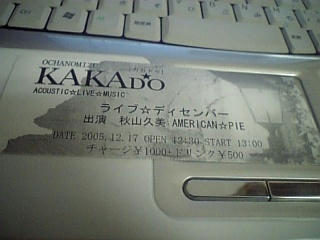 OCHANOMIZU
KAKADO
ACOUSTIC☆LIVE☆MUSIC
ライブ☆ディセンバー
出演 秋山久美 AMERICAN☆PIE
DATE 2005.12.17 OPEN 12:30 START 13:00
チャージ¥1000+ドリンク¥500